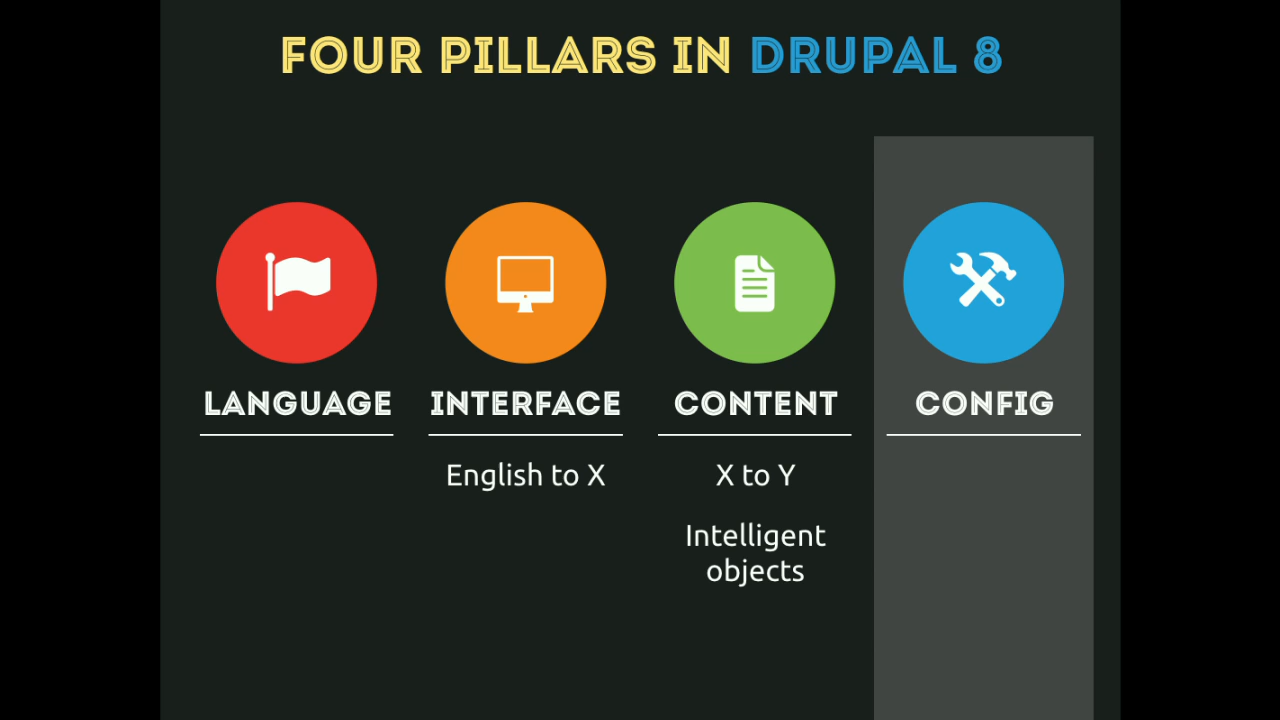 FOUR PILLARS IN DRUPAL 8
LANGUAGE
INTERFACE
English to X
CONTENT
X to Y
Intelligent
objects
CONFIG